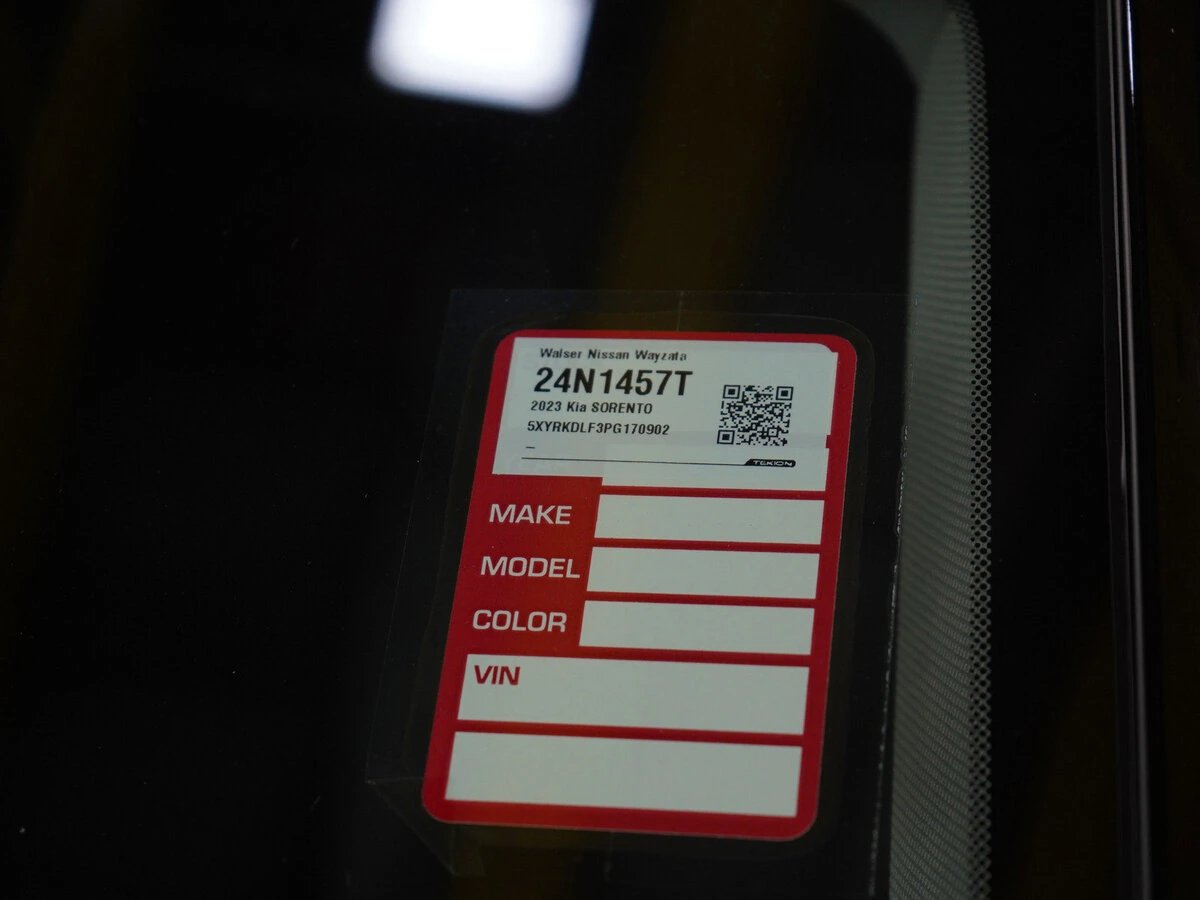 Walser Nissan Wayzata
24N1457T
2023 Kia SORENTO
5XYRKDLF3PG170902
-
TEKION
MAKE
MODEL
COLOR
VIN